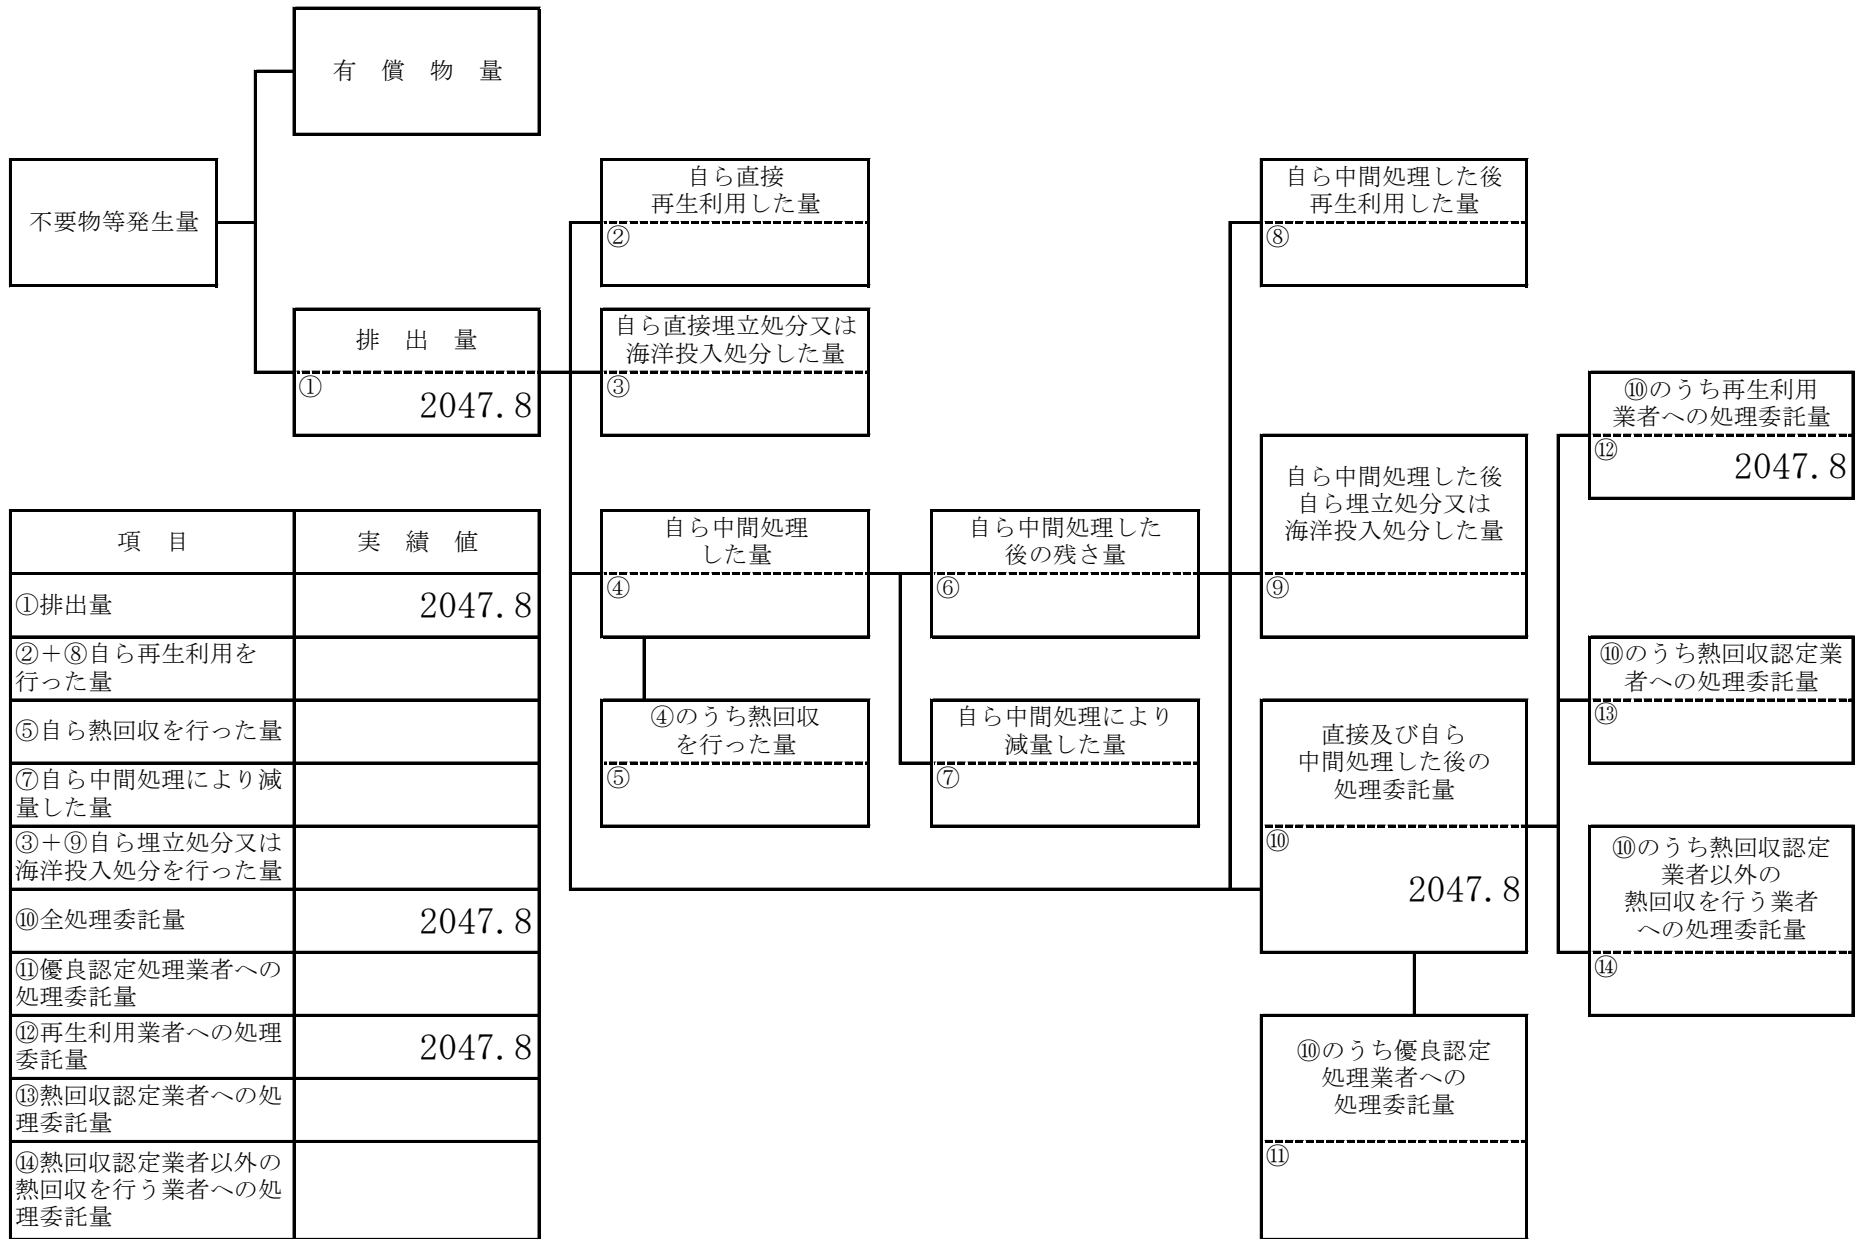 有償物量
不要物等発生量
排出量
①
2047.8
自ら直接
再生利用した量
②
自ら直接埋立処分又は
海洋投入処分した量
③
自ら中間処理
した量
④
④のうち熱回収
を行った量
⑤
自ら中間処理した
後の残さ量
⑥
自ら中間処理により
減量した量
⑦
自ら中間処理した後
再生利用した量
⑧
自ら中間処理した後
自ら埋立処分又は
海洋投入処分した量
⑨
直接及び自ら
中間処理した後の
処理委託量
⑩
2047.8
⑩のうち優良認定
処理業者への
処理委託量
⑪
⑩のうち再生利用
業者への処理委託量
⑫
2047.8
⑩のうち熱回収認定業
者への処理委託量
⑬
⑩のうち熱回収認定
業者以外の
熱回収を行う業者
への処理委託量
⑭
項目 実績値
①排出量 2047.8
②＋⑧自ら再生利用を
行った量
⑤自ら熱回収を行った量
⑦自ら中間処理により減
量した量
③＋⑨自ら埋立処分又は
海洋投入処分を行った量
⑩全処理委託量 2047.8
⑪優良認定処理業者への
処理委託量
⑫再生利用業者への処理
委託量 2047.8
⑬熱回収認定業者への処
理委託量
⑭熱回収認定業者以外の
熱回収を行う業者への処
理委託量